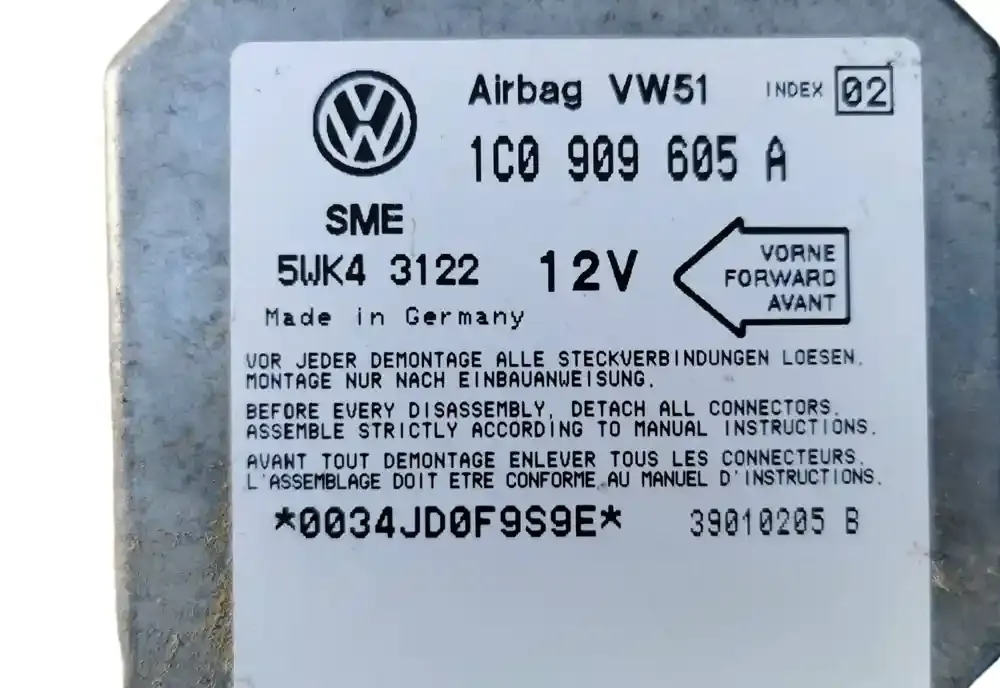 Airbag VW51 INDEX 02
1C0 909 605 A
SME
5WK4 3122 12V
VORNE
FORWARD
AVANT
Made in Germany
VOR JEDER DEMONTAGE ALLE STECKVERBINDUNGEN LOESEN.
MONTAGE NUR NACH EINBAUANWEISUNG.
BEFORE EVERY DISASSEMBLY, DETACH ALL CONNECTORS.
ASSEMBLE STRICTLY ACCORDING TO MANUAL INSTRUCTIONS.
AVANT TOUT DEMONTAGE ENLEVER TOUS LES CONNECTEURS.
L'ASSEMBLAGE DOIT ETRE CONFORME AU MANUEL D'INSTRUCTIONS.
*0034JD0F9S9E* 39010205 B